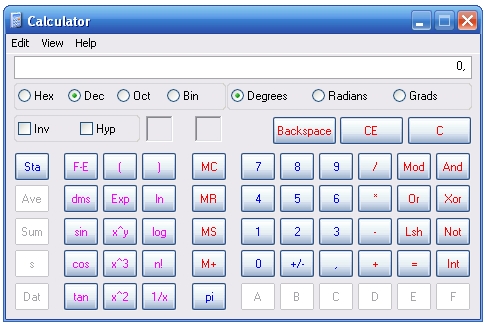 Calculator
Edit View Help
0,
Hex Dec Oct Bin Degrees Radians Grads
Inv Hyp Backspace CE C
Sta F-E ( ) MC 7 8 9 / Mod And
Ave dms Exp ln MR 4 5 6 * Or Xor
Sum sin x^y log MS 1 2 3 - Lsh Not
s cos x^3 n! M+ 0 +/- , + = Int
Dat tan x^2 1/x pi A B C D E F